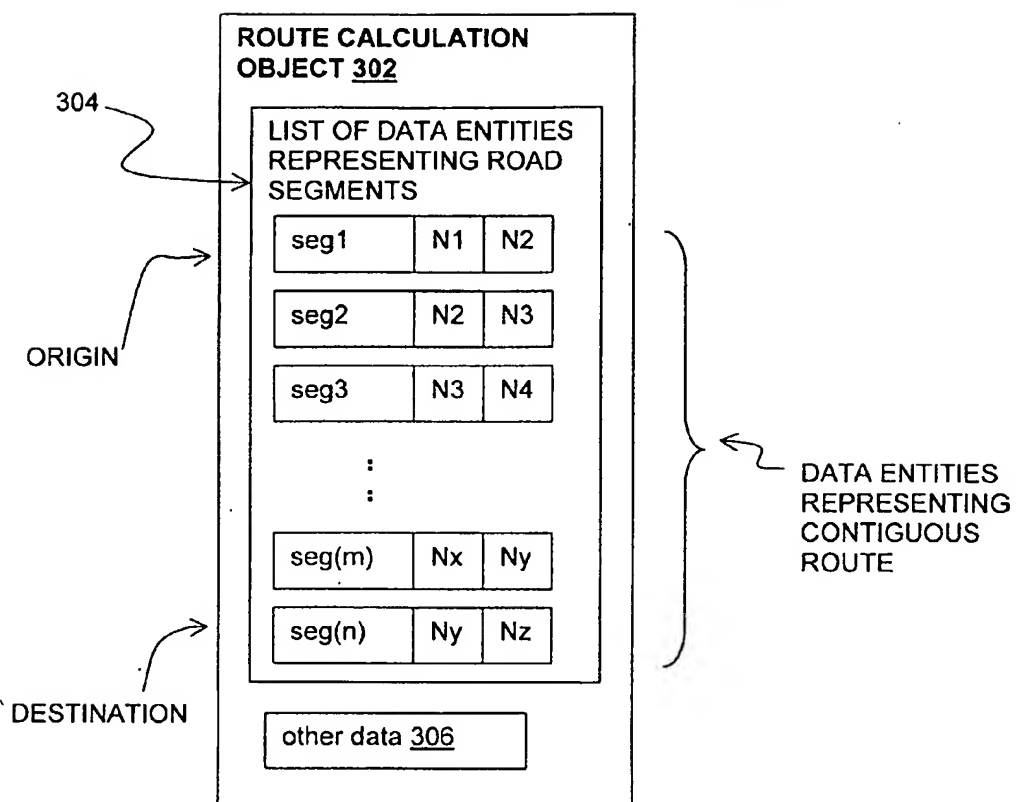 ROUTE CALCULATION
OBJECT 302
304
LIST OF DATA ENTITIES
REPRESENTING ROAD
SEGMENTS
seg1 N1 N2
seg2 N2 N3
ORIGIN
seg3 N3 N4
:
:
DATA ENTITIES
REPRESENTING
CONTIGUOUS
ROUTE
seg(m) Nx Ny
seg(n) Ny Nz
DESTINATION
other data 306